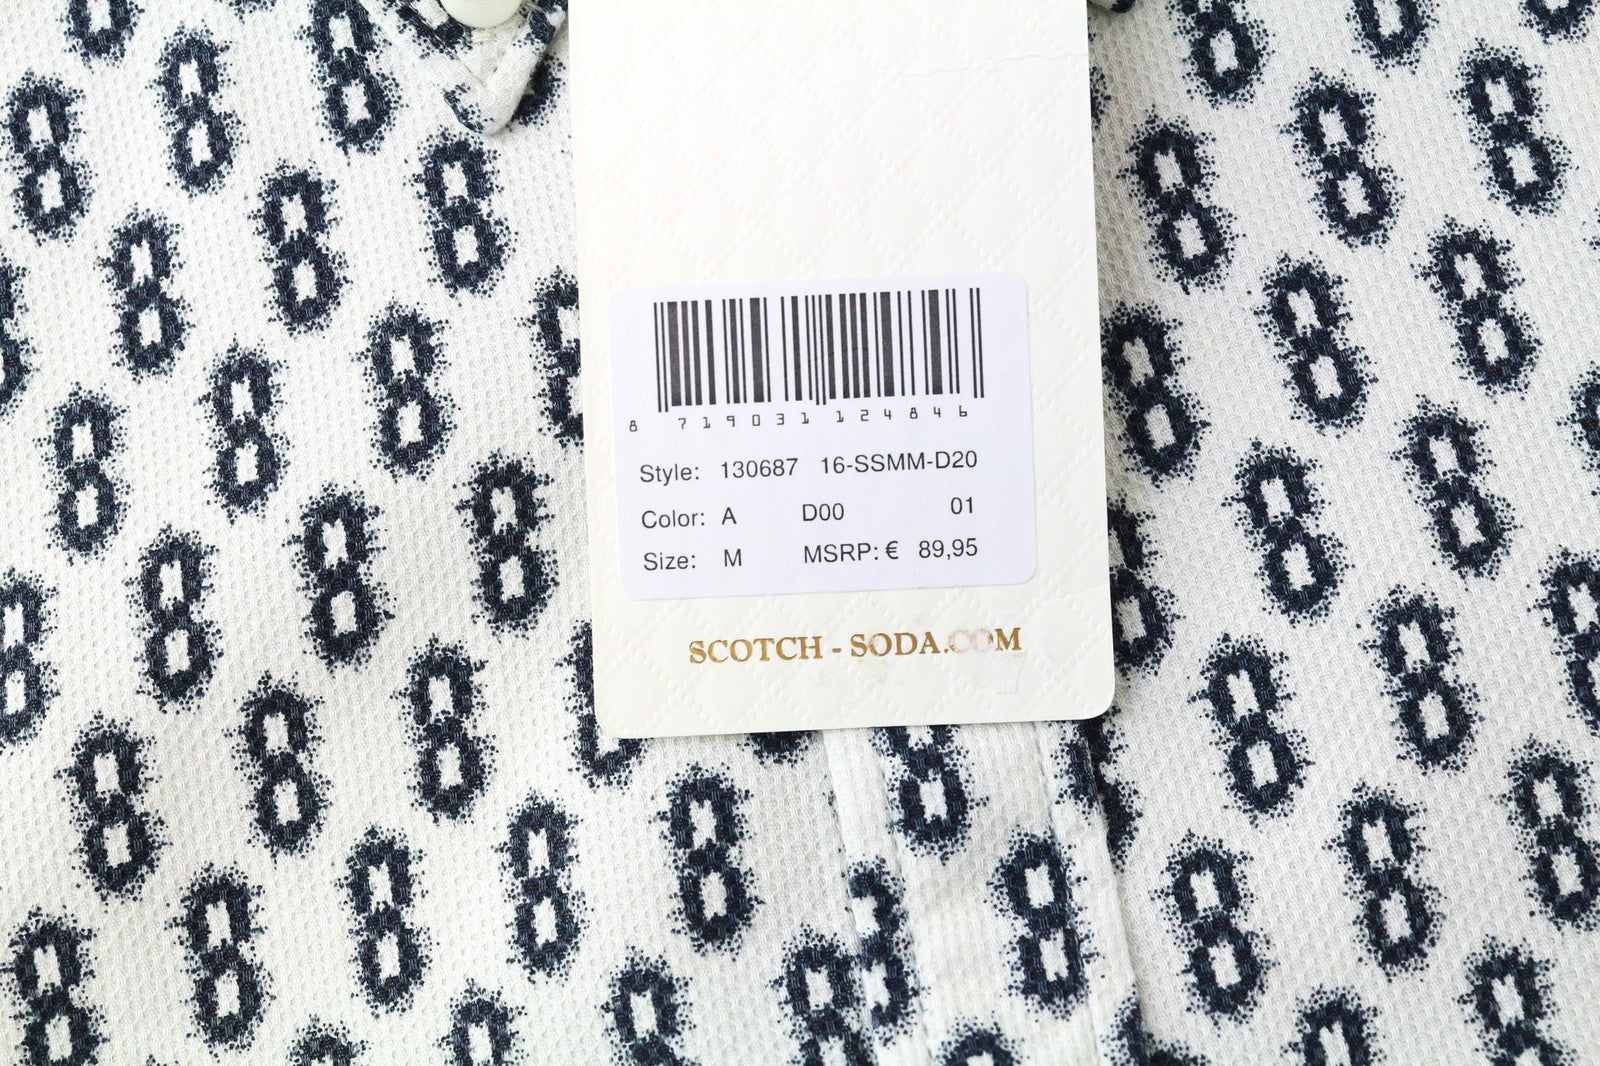 8 719031 124846
Style: 130687 16-SSMM-D20
Color: A D00 01
Size: M MSRP: € 89,95
SCOTCH - SODA.COM